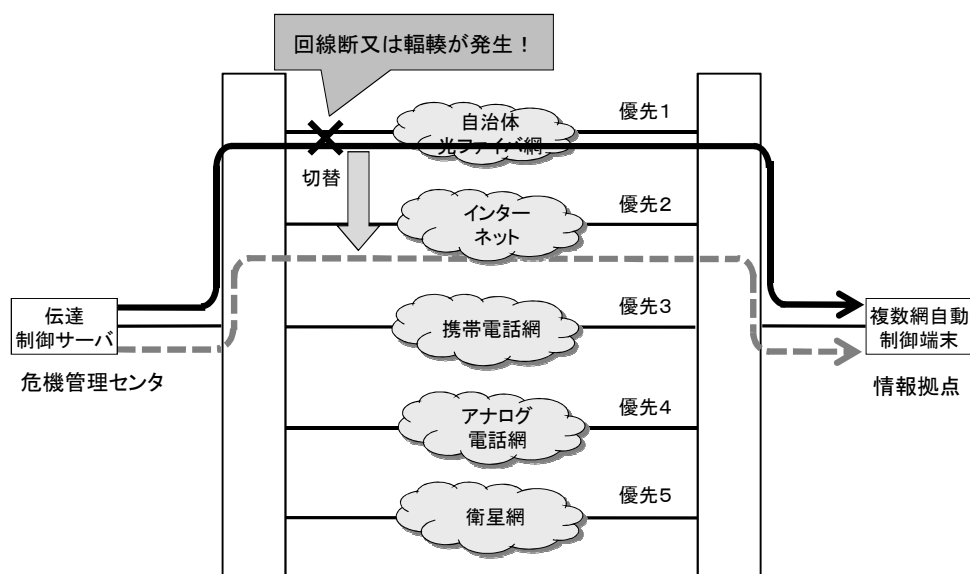 回線断又は輻輳が発生！
優先1
自治体
光ファイバ網
切替
優先2
インター
ネット
伝達
制御サーバ
危機管理センタ
優先3
携帯電話網
複数網自動
制御端末
情報拠点
優先4
アナログ
電話網
優先5
衛星網